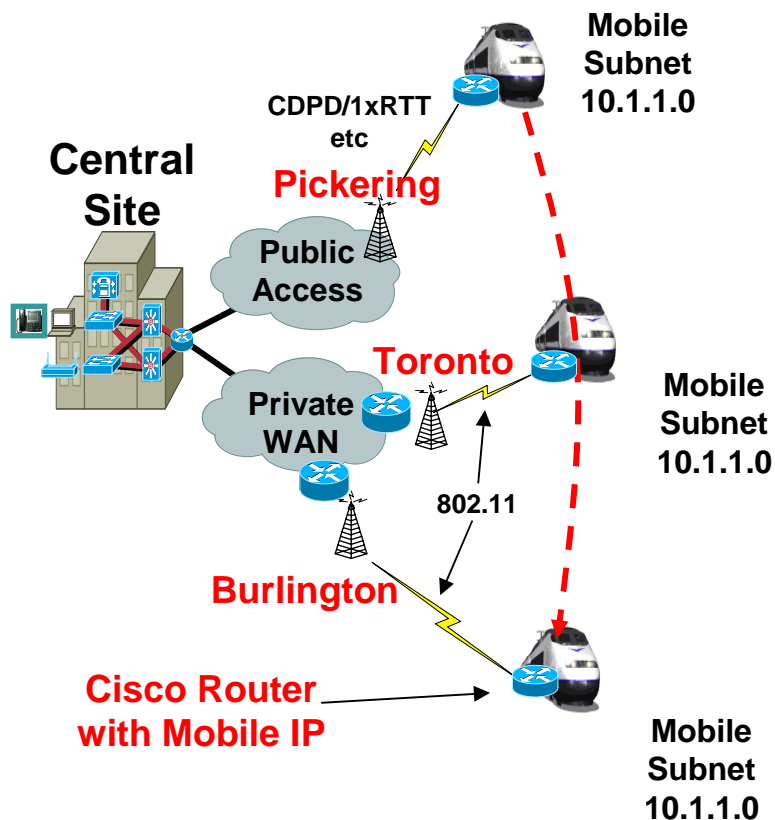 Mobile
Subnet
10.1.1.0
CDPD/1xRTT
etc
Central
Site
Pickering
Public
Access
Toronto
Private
WAN
Mobile
Subnet
10.1.1.0
802.11
Burlington
Cisco Router
with Mobile IP
Mobile
Subnet
10.1.1.0